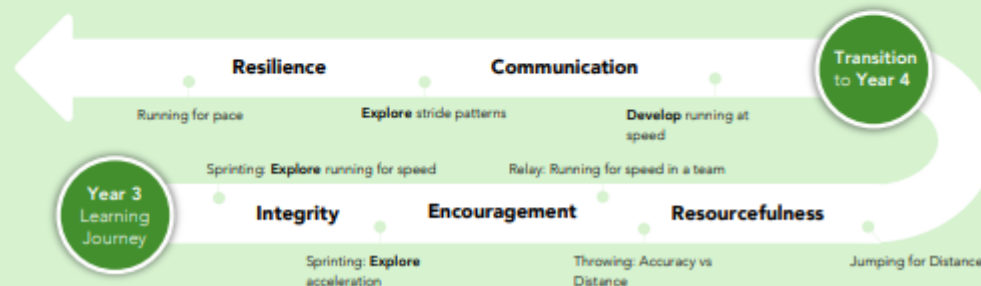 Resilience
Communication
Transition
to Year 4
Running for pace
Explore stride patterns
Develop running at
speed
Sprinting: Explore running for speed
Relay: Running for speed in a team
Year 3
Learning
Journey
Integrity
Encouragement
Resourcefulness
Sprinting: Explore
acceleration
Throwing: Accuracy vs
Distance
Jumping for Distance